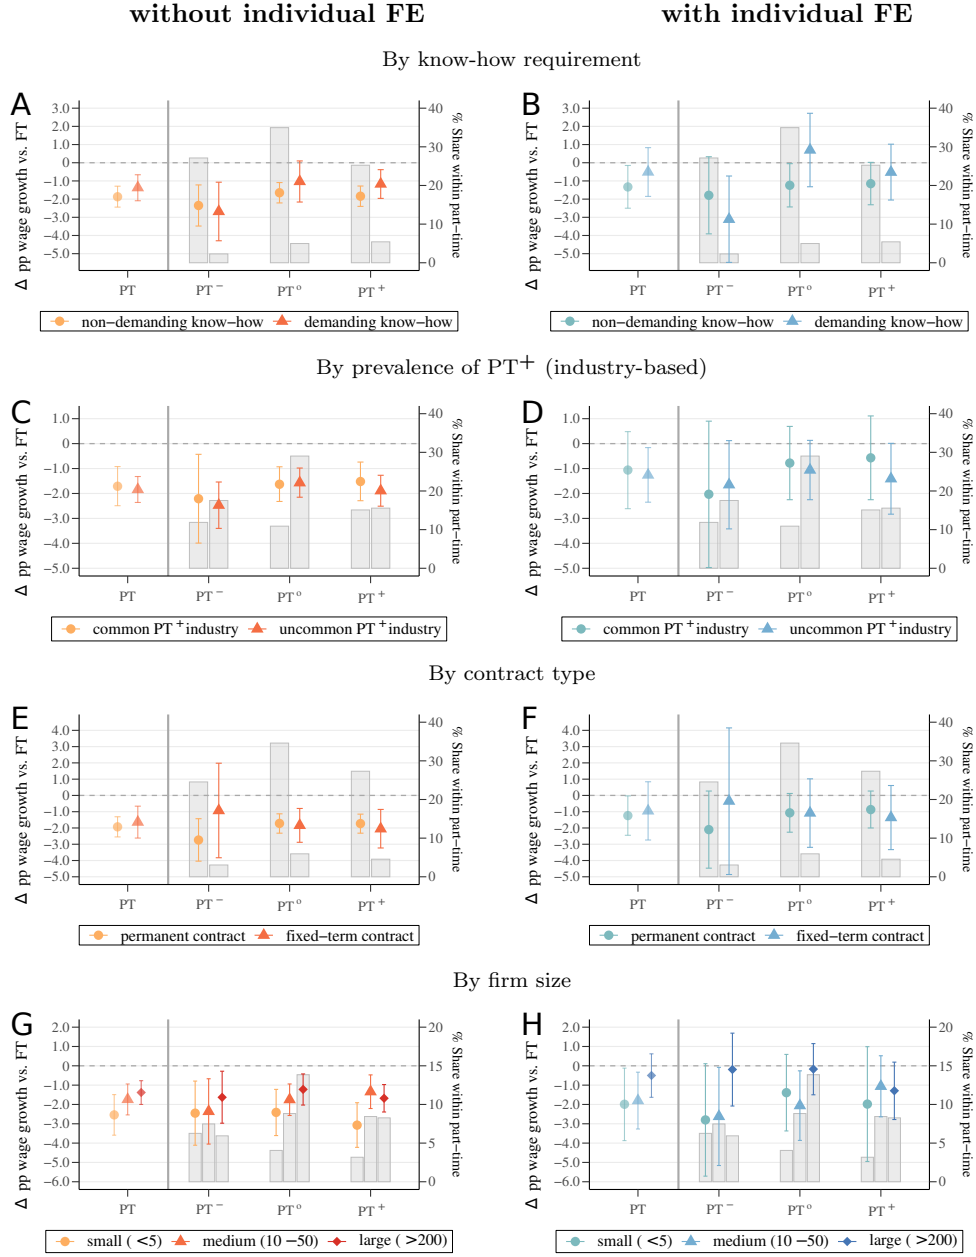 without individual FE with individual FE
By know-how requirement
A B
Δ pp wage growth vs. FT
3.0
2.0
1.0
0
−1.0
−2.0
−3.0
−4.0
−5.0
40
30
20
10
0
% Share within part-time
PT PT − PT o PT +
non−demanding know−how demanding know−how
Δ pp wage growth vs. FT
3.0
2.0
1.0
0
−1.0
−2.0
−3.0
−4.0
−5.0
40
30
20
10
0
% Share within part-time
PT PT − PT o PT +
non−demanding know−how demanding know−how
By prevalence of PT+ (industry-based)
C D
Δ pp wage growth vs. FT
1.0
0
−1.0
−2.0
−3.0
−4.0
−5.0
40
30
20
10
0
% Share within part-time
PT PT − PT o PT +
common PT + industry uncommon PT + industry
Δ pp wage growth vs. FT
1.0
0
−1.0
−2.0
−3.0
−4.0
−5.0
40
30
20
10
0
% Share within part-time
PT PT − PT o PT +
common PT + industry uncommon PT + industry
By contract type
E F
Δ pp wage growth vs. FT
4.0
3.0
2.0
1.0
0
−1.0
−2.0
−3.0
−4.0
−5.0
40
30
20
10
0
% Share within part-time
PT PT − PT o PT +
permanent contract fixed−term contract
Δ pp wage growth vs. FT
4.0
3.0
2.0
1.0
0
−1.0
−2.0
−3.0
−4.0
−5.0
40
30
20
10
0
% Share within part-time
PT PT − PT o PT +
permanent contract fixed−term contract
By firm size
G H
Δ pp wage growth vs. FT
2.0
1.0
0
−1.0
−2.0
−3.0
−4.0
−5.0
−6.0
20
15
10
5
0
% Share within part-time
PT PT − PT o PT +
small ( <5) medium (10 −50) large ( >200)
Δ pp wage growth vs. FT
2.0
1.0
0
−1.0
−2.0
−3.0
−4.0
−5.0
−6.0
20
15
10
5
0
% Share within part-time
PT PT − PT o PT +
small ( <5) medium (10 −50) large ( >200)